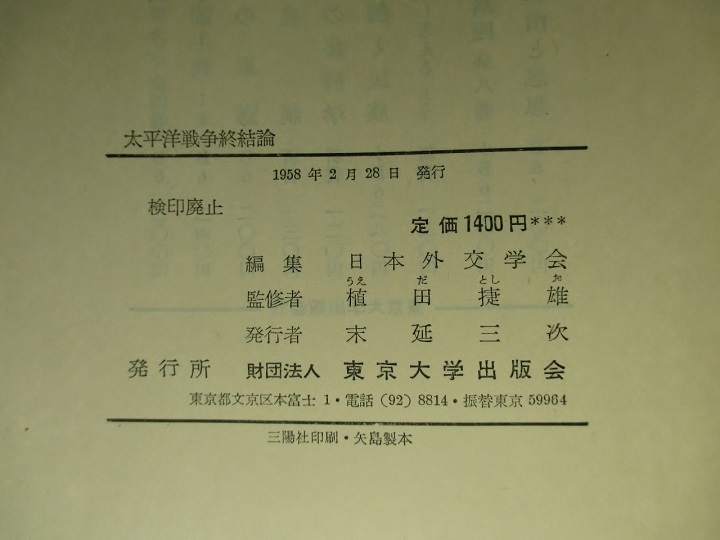 太平洋戦争終結論
1958 年 2 月 28 日 発行
検印廃止
定価 1400 円 ***
編集 日本外交学会
うえ だ とし お
監修者 植田捷雄
発行者 末延三次
発行所 財団法人 東京大学出版会
東京都文京区本富士 1・電話 (92) 8814・振替東京 59964
三陽社印刷・矢島製本